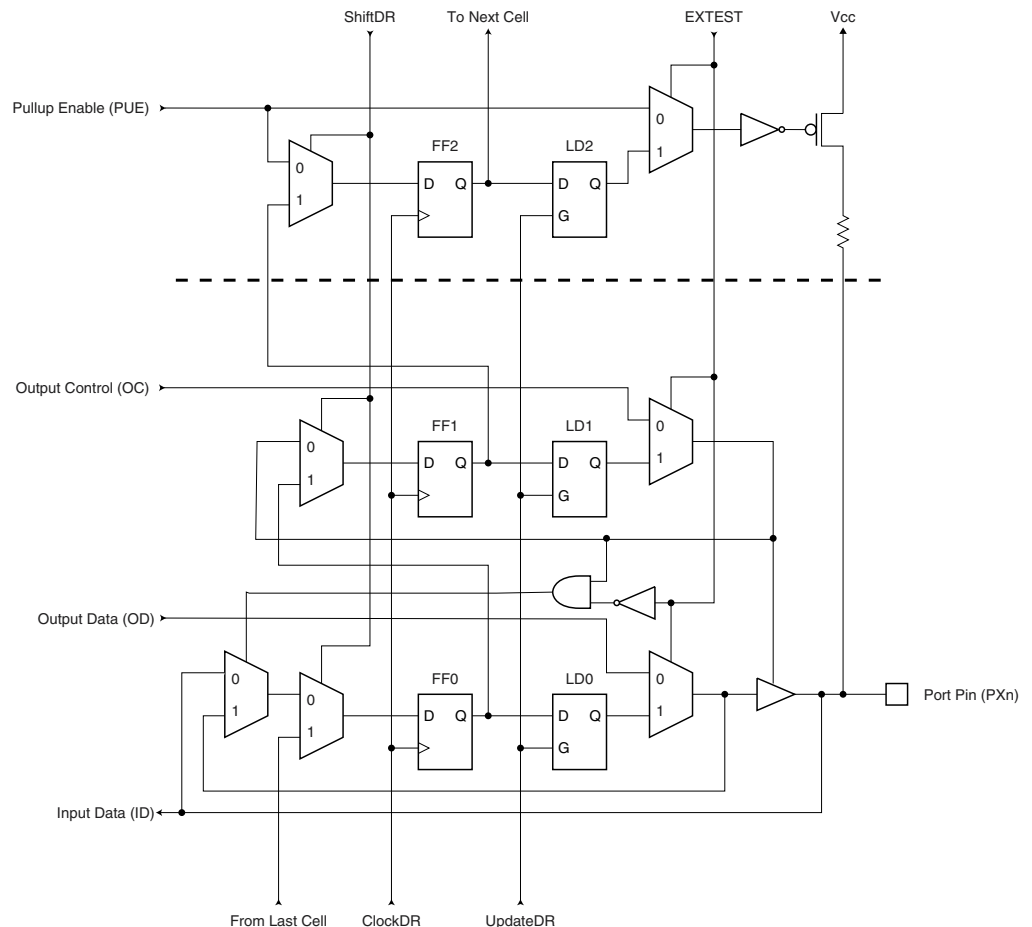 ShiftDR
To Next Cell
EXTEST
Vcc
Pullup Enable (PUE)
0
1
FF2
D Q
LD2
D Q
G
0
1
Output Control (OC)
0
1
FF1
D Q
LD1
D Q
G
0
1
Output Data (OD)
0
1
0
1
FF0
D Q
LD0
D Q
G
0
1
Port Pin (PXn)
Input Data (ID)
From Last Cell
ClockDR
UpdateDR